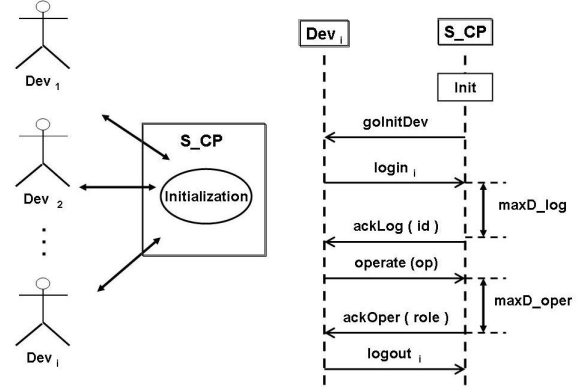 Dev 1
Dev 2
Dev i
S_CP
Initialization
Dev i
S_CP
Init
goInitDev
login i
maxD_log
ackLog ( id )
operate (op)
maxD_oper
ackOper ( role )
logout i